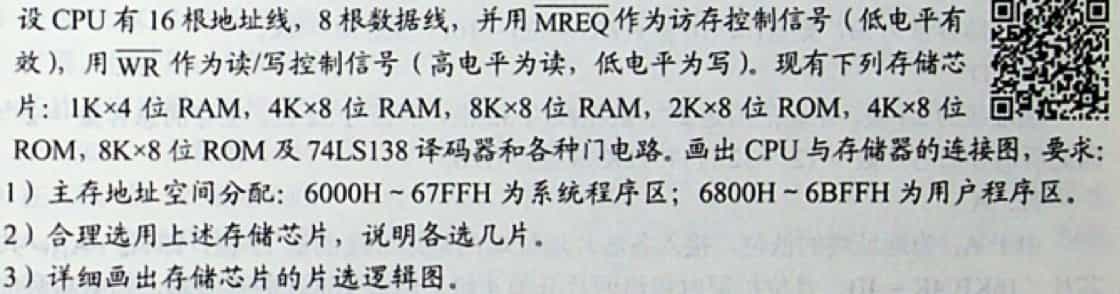 设 CPU 有 16 根地址线，8 根数据线，并用 MREQ 作为访存控制信号（低电平有
效），用 WR 作为读/写控制信号（高电平为读，低电平为写）。现有下列存储芯
片：1K×4 位 RAM，4K×8 位 RAM，8K×8 位 RAM，2K×8 位 ROM，4K×8 位
ROM，8K×8 位 ROM 及 74LS138 译码器和各种门电路。画出 CPU 与存储器的连接图，要求：
1）主存地址空间分配：6000H ~ 67FFH 为系统程序区；6800H ~ 6BFFH 为用户程序区。
2）合理选用上述存储芯片，说明各选几片。
3）详细画出存储芯片的片选逻辑图。